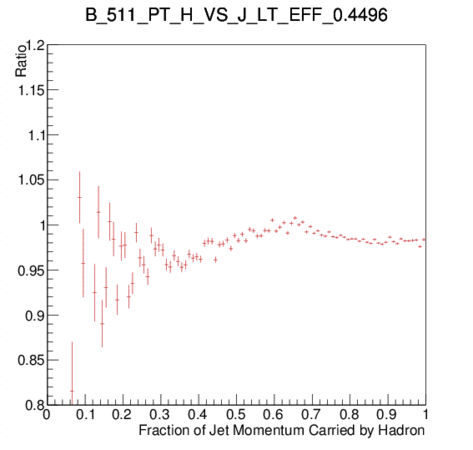 B_511_PT_H_VS_J_LT_EFF_0.4496
Ratio
1.2
1.15
1.1
1.05
1
0.95
0.9
0.85
0.8
0 0.1 0.2 0.3 0.4 0.5 0.6 0.7 0.8 0.9 1
Fraction of Jet Momentum Carried by Hadron